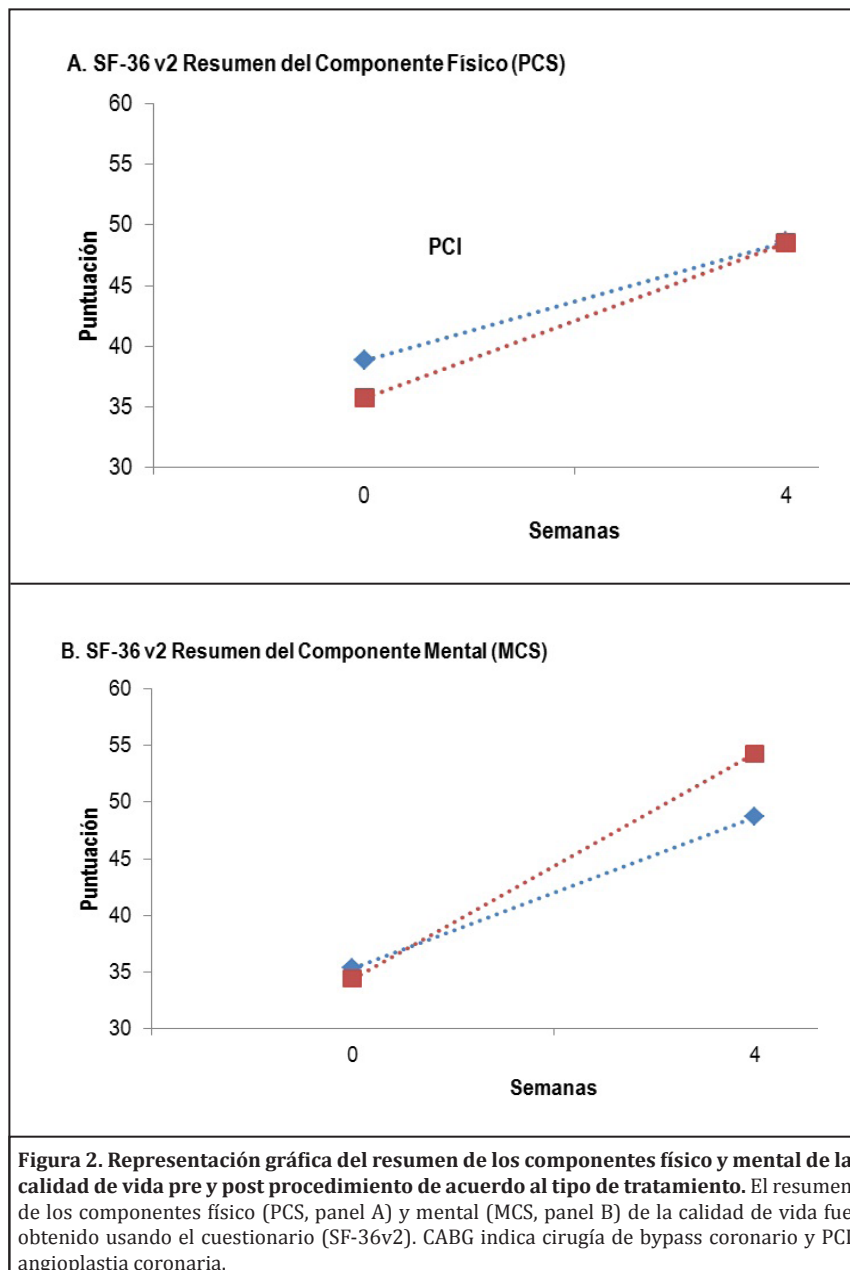 A. SF-36 v2 Resumen del Componente Físico (PCS)
60
55
50
45
40
35
30
Puntuación
PCI
0
4
Semanas
B. SF-36 v2 Resumen del Componente Mental (MCS)
60
55
50
45
40
35
30
Puntuación
0
4
Semanas
Figura 2. Representación gráfica del resumen de los componentes físico y mental de la
calidad de vida pre y post procedimiento de acuerdo al tipo de tratamiento. El resumen
de los componentes físico (PCS, panel A) y mental (MCS, panel B) de la calidad de vida fue
obtenido usando el cuestionario (SF-36v2). CABG indica cirugía de bypass coronario y PCI
angioplastia coronaria.